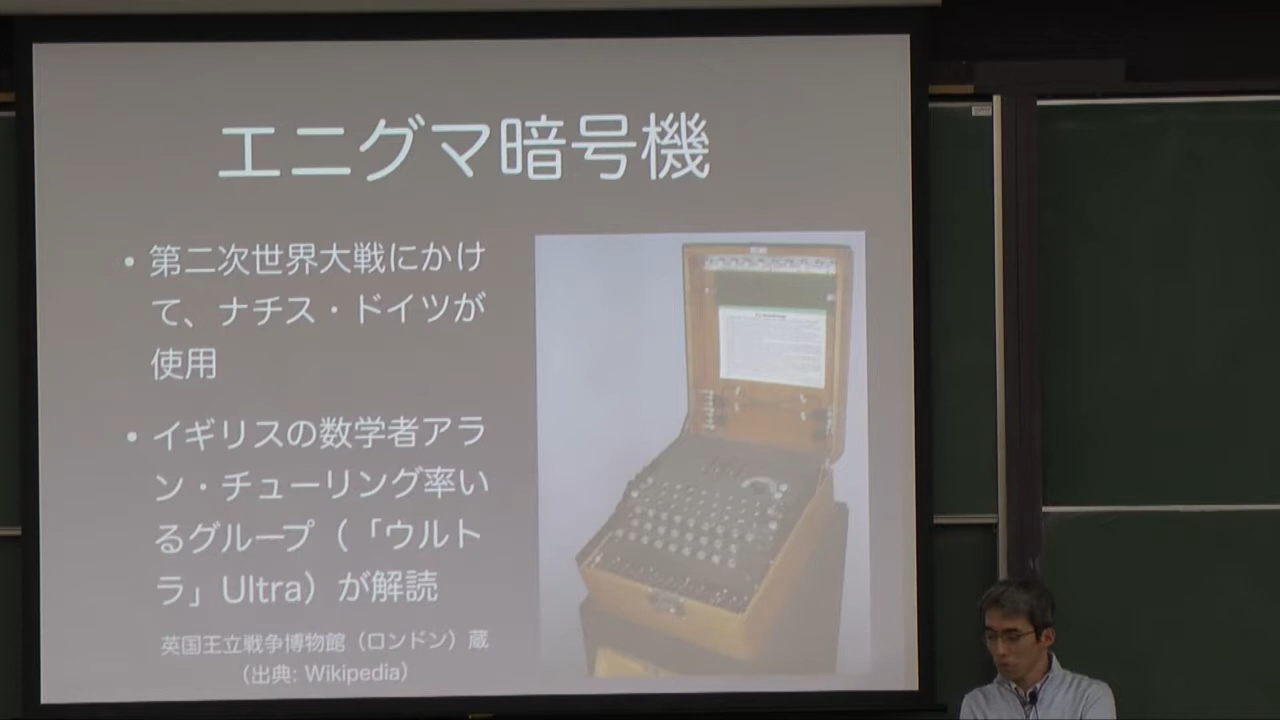 エニグマ暗号機
• 第二次世界大戦にかけ
て、ナチス・ドイツが
使用
• イギリスの数学者アラ
ン・チューリング率い
るグループ（「ウルト
ラ」Ultra）が解読
英国王立戦争博物館（ロンドン）蔵
（出典: Wikipedia）